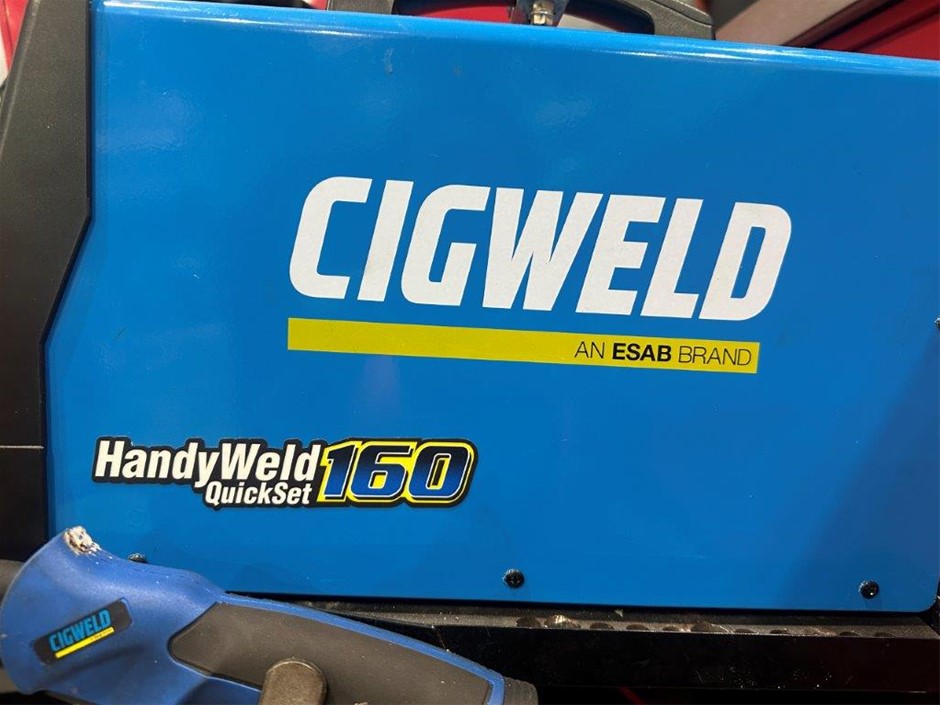 CIGWELD
AN ESAB BRAND
HandyWeld 160
QuickSet
CIGWELD